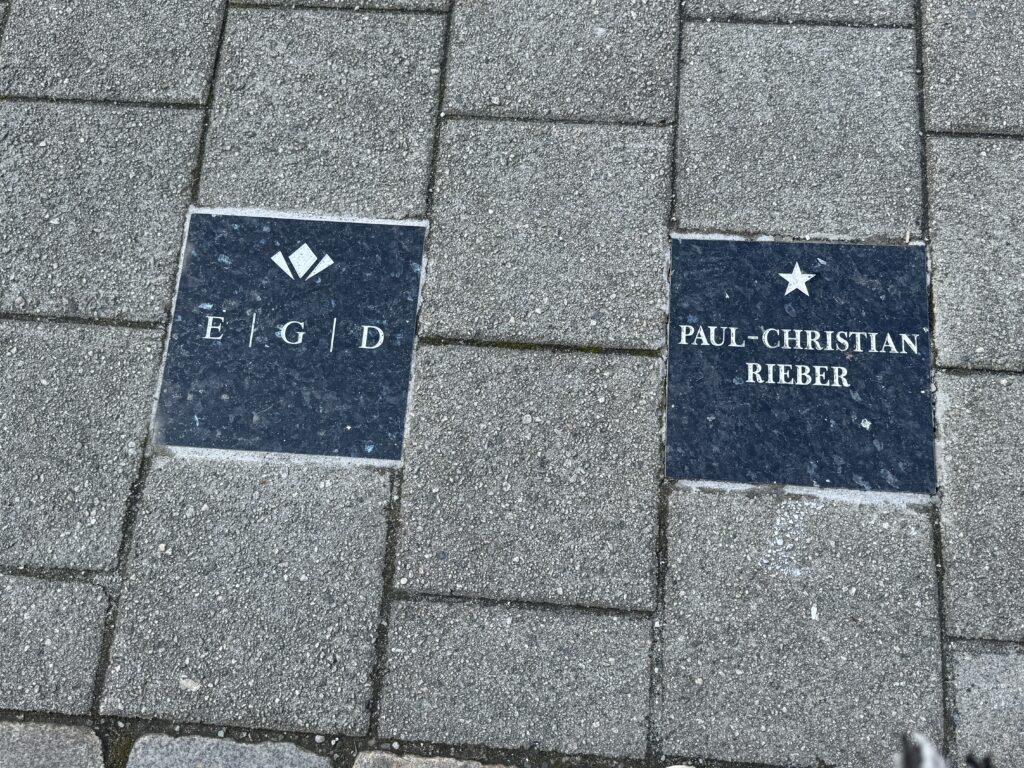 E | G | D
PAUL-CHRISTIAN
RIEBER